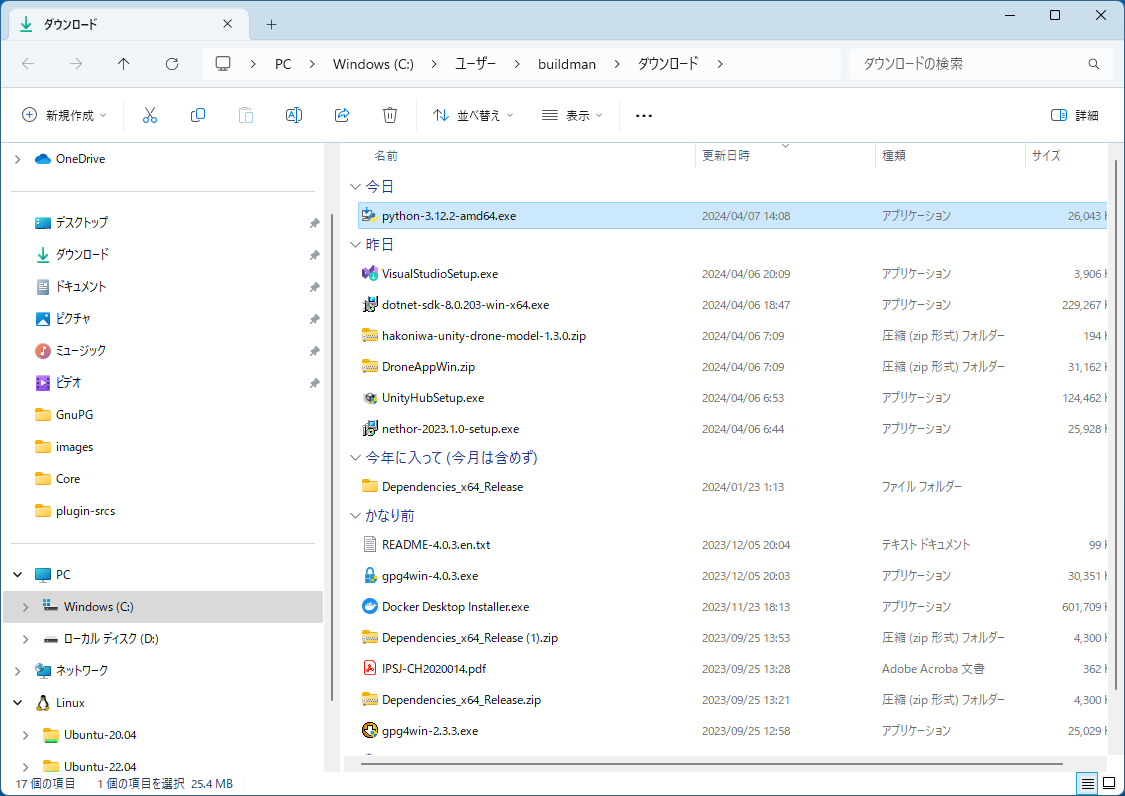 ダウンロード
PC Windows (C:) ユーザー buildman ダウンロード ダウンロードの検索
新規作成 並べ替え 表示 詳細
OneDrive
デスクトップ
ダウンロード
ドキュメント
ピクチャ
ミュージック
ビデオ
GnuPG
images
Core
plugin-srcs
PC
Windows (C:)
ローカル ディスク (D:)
ネットワーク
Linux
Ubuntu-20.04
Ubuntu-22.04
名前 更新日時 種類 サイズ
今日
python-3.12.2-amd64.exe 2024/04/07 14:08 アプリケーション 26,043
昨日
VisualStudioSetup.exe 2024/04/06 20:09 アプリケーション 3,906
dotnet-sdk-8.0.203-win-x64.exe 2024/04/06 18:47 アプリケーション 229,267
hakoniwa-unity-drone-model-1.3.0.zip 2024/04/06 7:09 圧縮 (zip 形式) フォルダー 194
DroneAppWin.zip 2024/04/06 7:09 圧縮 (zip 形式) フォルダー 31,162
UnityHubSetup.exe 2024/04/06 6:53 アプリケーション 124,462
nethor-2023.1.0-setup.exe 2024/04/06 6:44 アプリケーション 25,928
今年に入って (今月は含めず)
Dependencies_x64_Release 2024/01/23 1:13 ファイル フォルダー
かなり前
README-4.0.3.en.txt 2023/12/05 20:04 テキスト ドキュメント 99
gpg4win-4.0.3.exe 2023/12/05 20:03 アプリケーション 30,351
Docker Desktop Installer.exe 2023/11/23 18:13 アプリケーション 601,709
Dependencies_x64_Release (1).zip 2023/09/25 13:53 圧縮 (zip 形式) フォルダー 4,300
IPSJ-CH2020014.pdf 2023/09/25 13:28 Adobe Acroba 文書 362
Dependencies_x64_Release.zip 2023/09/25 13:21 圧縮 (zip 形式) フォルダー 4,300
gpg4win-2.3.3.exe 2023/09/25 12:58 アプリケーション 25,029
17 個の項目 1 個の項目を選択 25.4 MB